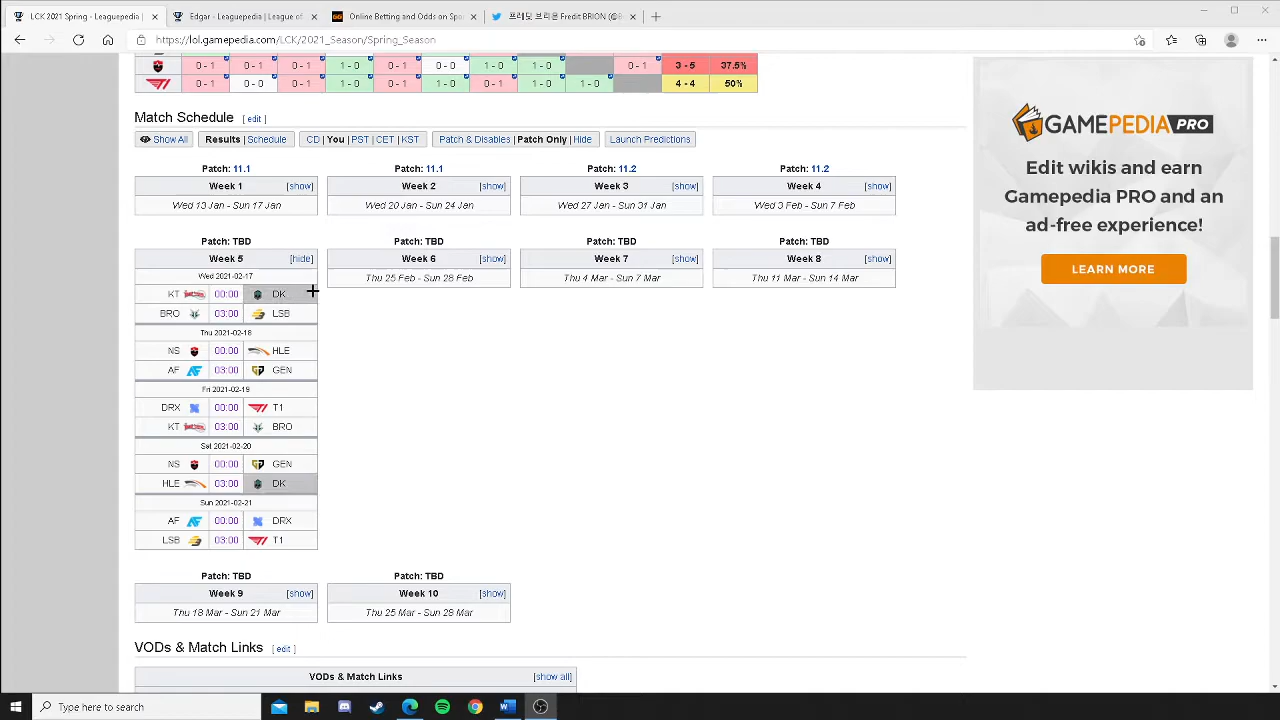 LCK 2021 Spring - Leaguepedia |
Edgar - Leaguepedia | League of
Online Betting and Odds on Spo
프레딧 브리온 Fredit BRION (@B
https://lol.gamepedia.com/LCK/2021_Season/Spring_Season
0 - 1 0 - 1 0 - 1 1 - 0 0 - 1 0 - 0 1 - 0 1 - 0 0 - 1 3 - 5 37.5%
0 - 1 0 - 0 0 - 1 1 - 0 0 - 1 1 - 0 0 - 1 1 - 0 1 - 0 4 - 4 50%
Match Schedule [edit]
Show All Results | Schedule CD | You | PST | CET | KST Patch & Disables | Patch Only | Hide Launch Predictions
Patch: 11.1 Patch: 11.1 Patch: 11.2 Patch: 11.2
Week 1 [show] Week 2 [show] Week 3 [show] Week 4 [show]
Wed 13 Jan - Sun 17 Jan Wed 20 Jan - Sun 24 Jan Wed 27 Jan - Sun 31 Jan Wed 3 Feb - Sun 7 Feb
Patch: TBD Patch: TBD Patch: TBD Patch: TBD
Week 5 [hide] Week 6 [show] Week 7 [show] Week 8 [show]
Thu 25 Feb - Sun 28 Feb Thu 4 Mar - Sun 7 Mar Thu 11 Mar - Sun 14 Mar
Wed 2021-02-17
KT 00:00 DK
BRO 03:00 LSB
Thu 2021-02-18
NS 00:00 HLE
AF 03:00 GEN
Fri 2021-02-19
DRX 00:00 T1
KT 03:00 BRO
Sat 2021-02-20
NS 00:00 GEN
HLE 03:00 DK
Sun 2021-02-21
AF 00:00 DRX
LSB 03:00 T1
Patch: TBD Patch: TBD
Week 9 [show] Week 10 [show]
Thu 18 Mar - Sun 21 Mar Thu 25 Mar - Sun 28 Mar
VODs & Match Links [edit]
VODs & Match Links [show all]
GAMEPEDIA PRO
Edit wikis and earn
Gamepedia PRO and an
ad-free experience!
LEARN MORE
Type here to search